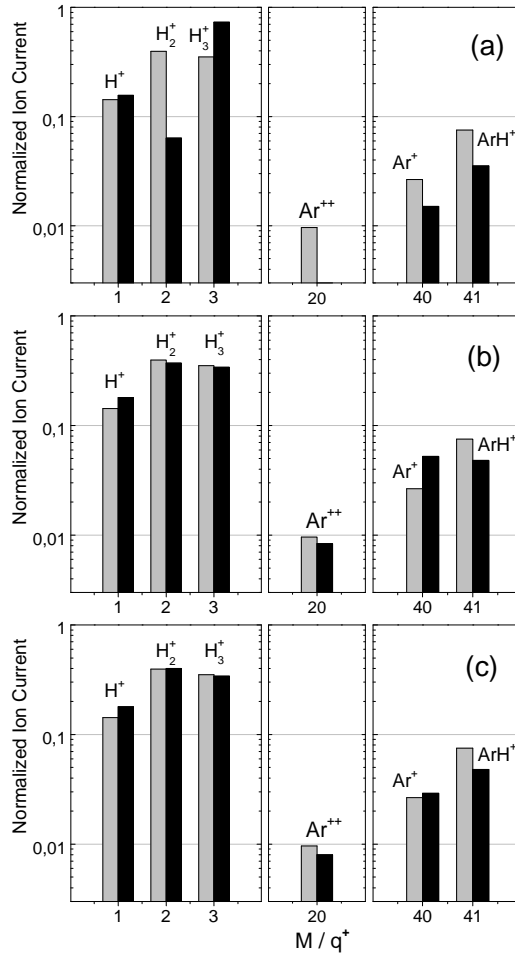 Normalized Ion Current
1
0,1
0,01
H⁺
H₂⁺
H₃⁺
Ar⁺⁺
Ar⁺
ArH⁺
(a)
1
2
3
20
40
41
Normalized Ion Current
1
0,1
0,01
H⁺
H₂⁺
H₃⁺
Ar⁺⁺
Ar⁺
ArH⁺
(b)
1
2
3
20
40
41
Normalized Ion Current
1
0,1
0,01
H⁺
H₂⁺
H₃⁺
Ar⁺⁺
Ar⁺
ArH⁺
(c)
1
2
3
20
40
41
M / q⁺